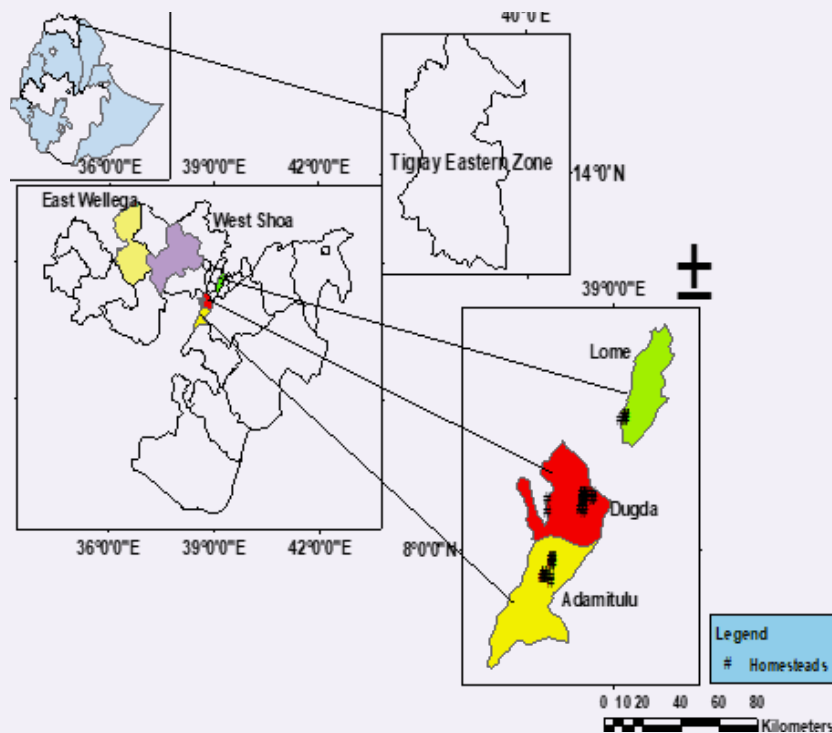 40°0'E
Tigray Eastern Zone
14°0'N
36°0'0"E 39°0'0"E 42°0'0"E
East Wellega
West Shoa
39°0'0"E
Lome
Dugda
Adamitulu
8°0'0"N
36°0'0"E 39°0'0"E 42°0'0"E
Legend
# Homesteads
0 10 20 40 60 80
Kilometers